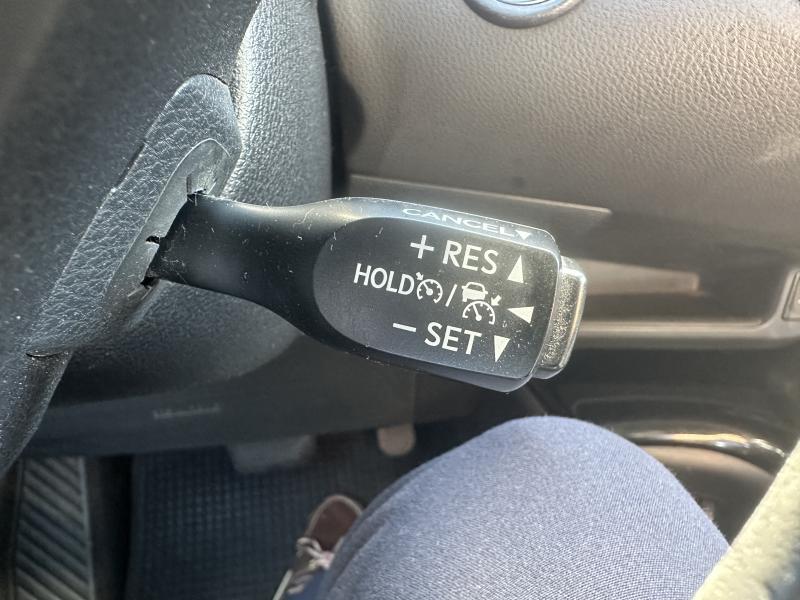 CANCEL▼
+ RES ▲
HOLD / ◀
− SET ▼